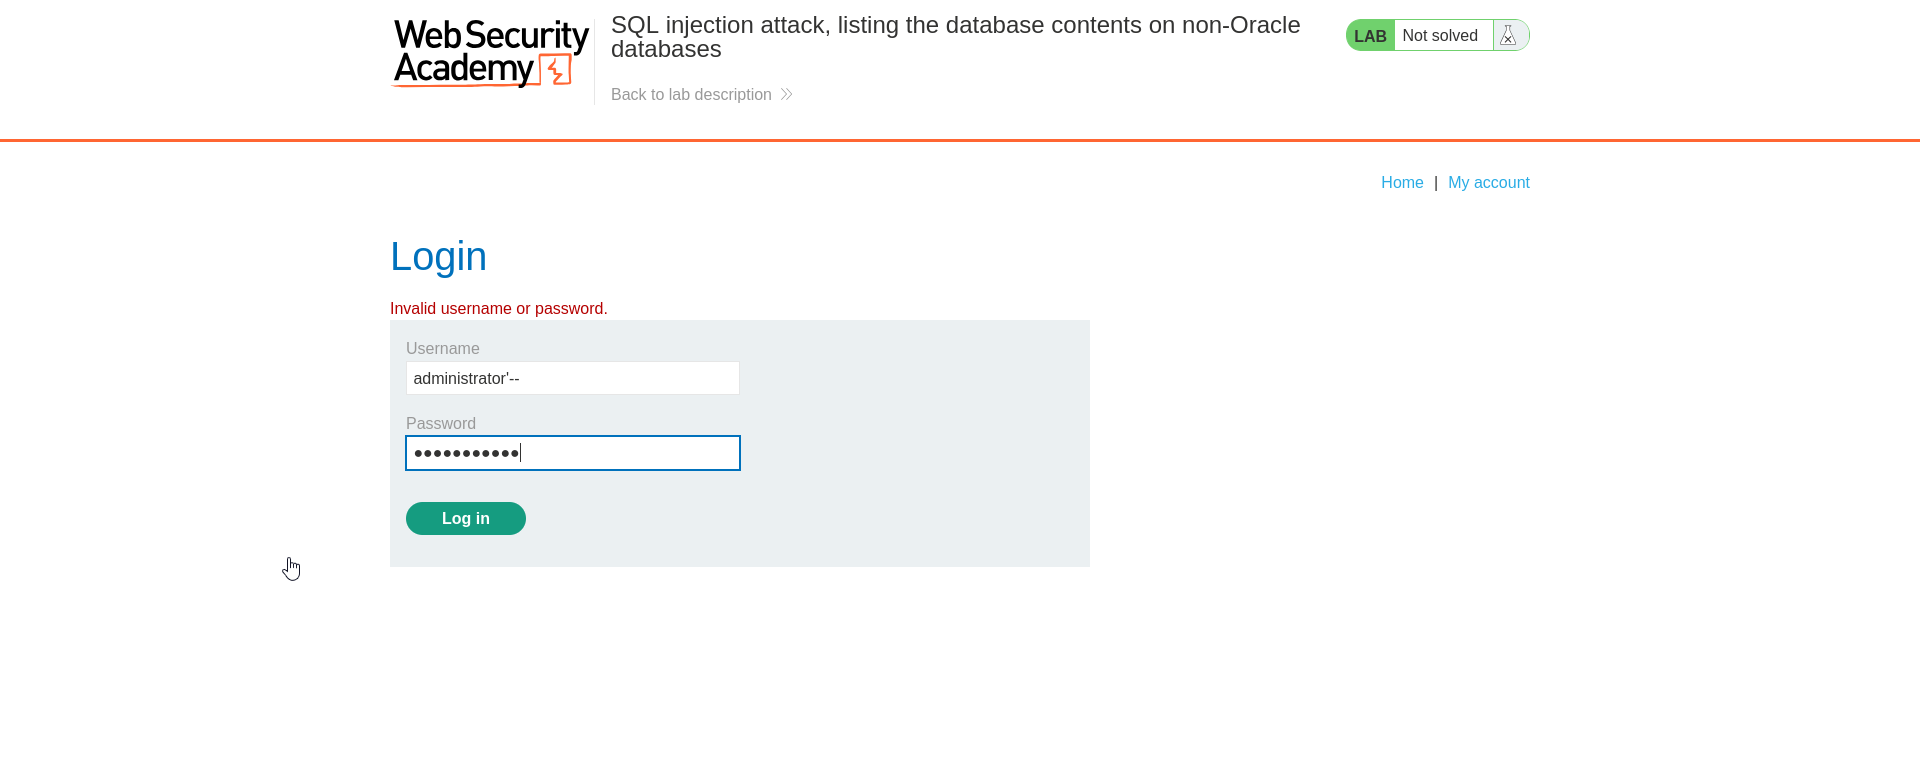 Web Security
Academy
SQL injection attack, listing the database contents on non-Oracle
databases
Back to lab description
LAB Not solved
Home | My account
Login
Invalid username or password.
Username
administrator'--
Password
●●●●●●●●●●●
Log in